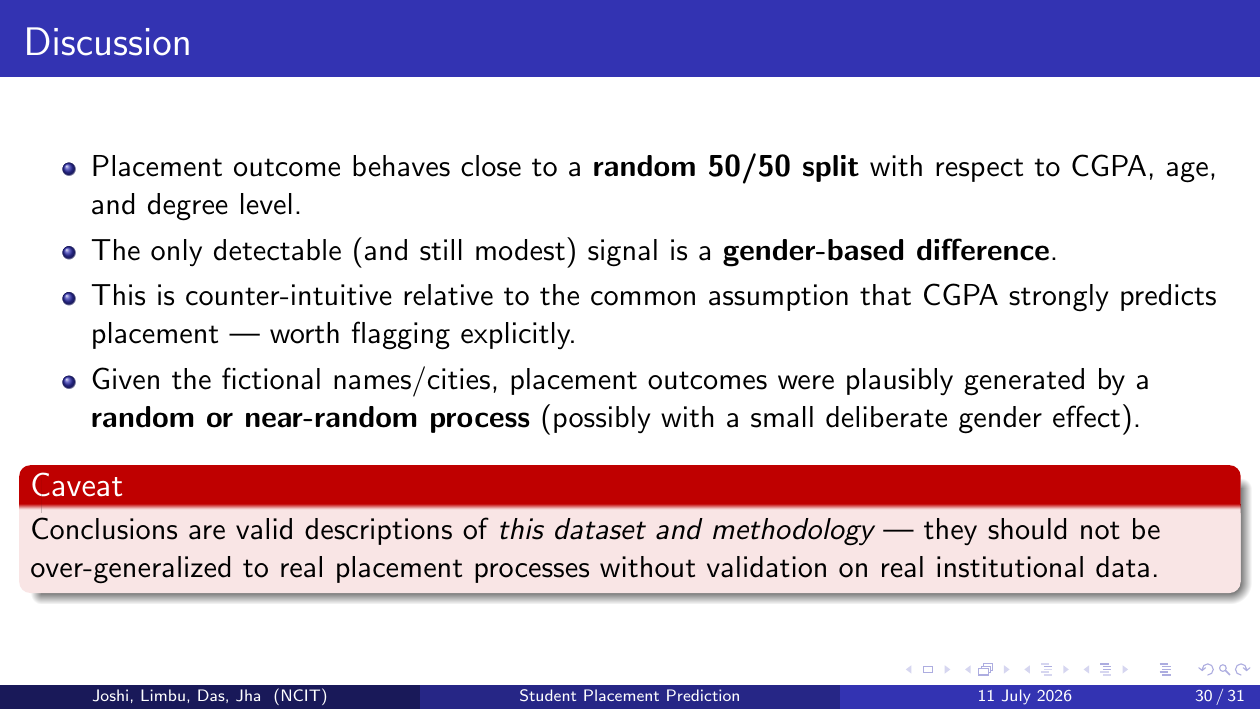 Discussion
Placement outcome behaves close to a random 50/50 split with respect to CGPA, age,
and degree level.
The only detectable (and still modest) signal is a gender-based difference.
This is counter-intuitive relative to the common assumption that CGPA strongly predicts
placement — worth flagging explicitly.
Given the fictional names/cities, placement outcomes were plausibly generated by a
random or near-random process (possibly with a small deliberate gender effect).
Caveat
Conclusions are valid descriptions of this dataset and methodology — they should not be
over-generalized to real placement processes without validation on real institutional data.
Joshi, Limbu, Das, Jha (NCIT) Student Placement Prediction 11 July 2026 30 / 31